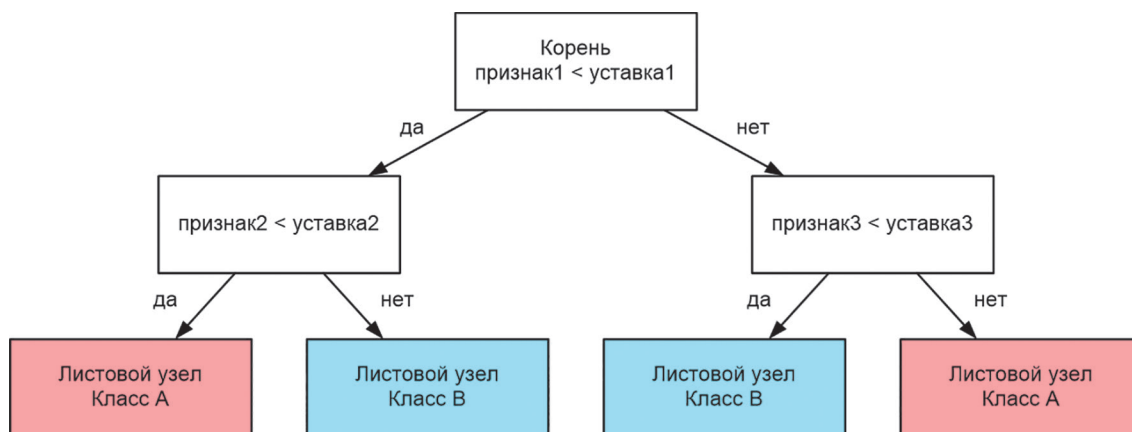 Корень
признак1 < уставка1
да
нет
признак2 < уставка2
признак3 < уставка3
да
нет
да
нет
Листовой узел
Класс A
Листовой узел
Класс B
Листовой узел
Класс B
Листовой узел
Класс A